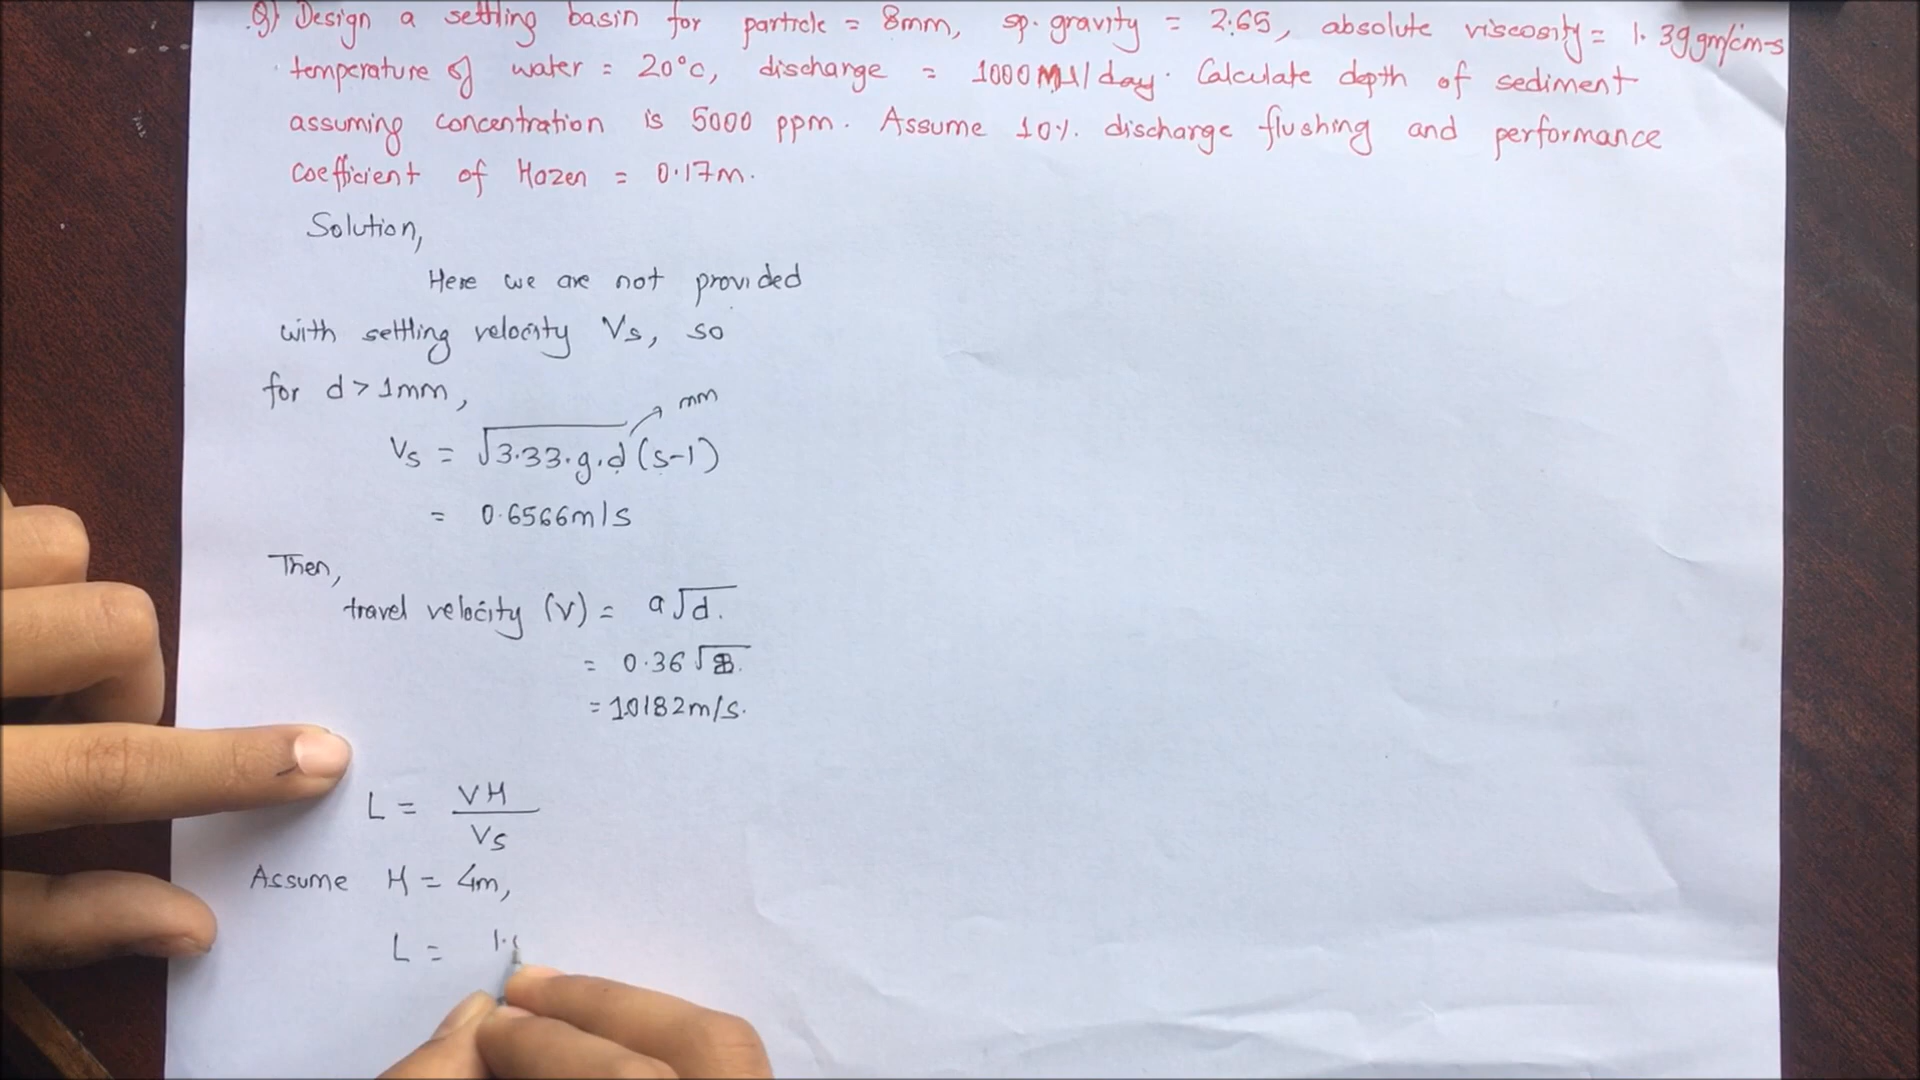 Q) Design a settling basin for particle = 8mm, sp. gravity = 2.65, absolute viscosity = 1.39gm/cm-s
temperature of water = 20°C, discharge = 1000 Ml/day. Calculate depth of sediment
assuming concentration is 5000 ppm. Assume 10% discharge flushing and performance
coefficient of Hazen = 0.17m.
Solution,
Here we are not provided
with settling velocity Vs, so
for d > 1mm,
mm
Vs = √3.33.g.d (s-1)
= 0.6566m/s
Then,
travel velocity (V) = a√d.
= 0.36√8.
= 1.0182m/s.
L = VH/Vs
Assume H = 4m,
L = 1.